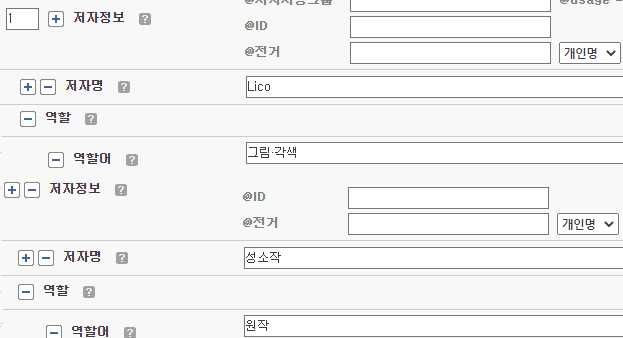 @usage
1 저자정보 ?
@ID
@전거 개인명
저자명 ? Lico
역할 ?
역할어 ? 그림·각색
저자정보 ?
@ID
@전거 개인명
저자명 ? 성소작
역할 ?
역할어 ? 원작